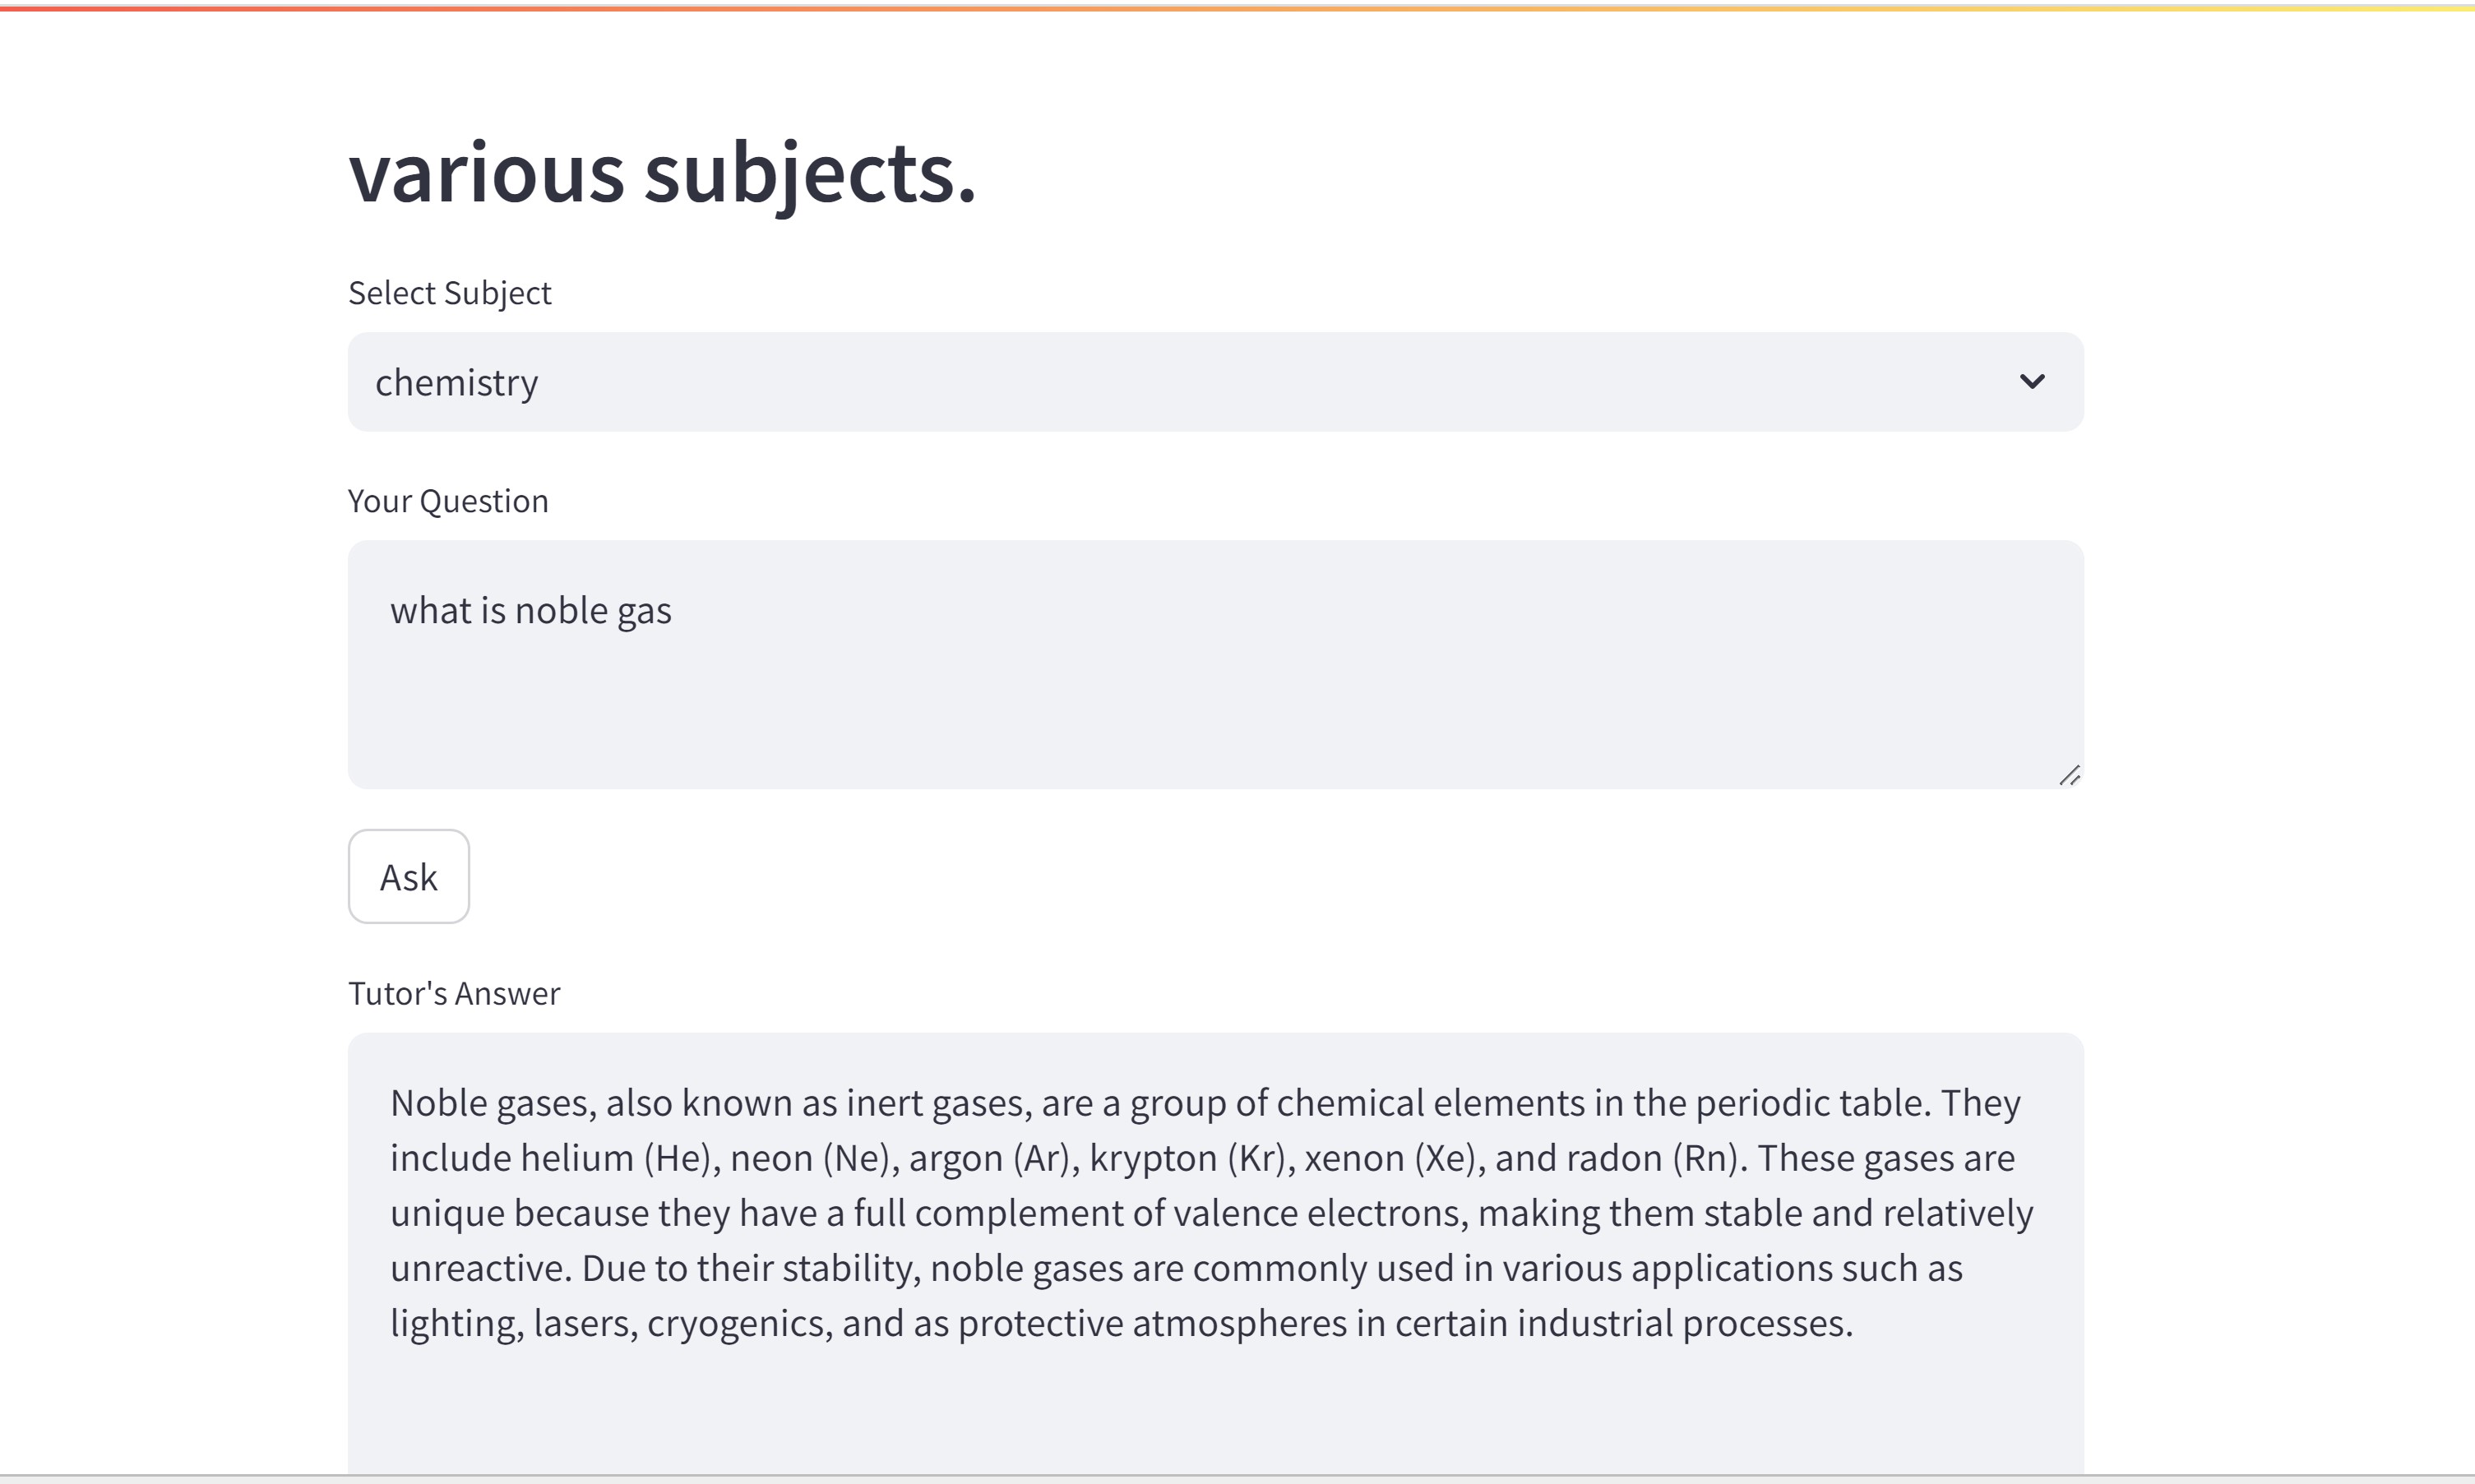 various subjects.
Select Subject
chemistry
Your Question
what is noble gas
Ask
Tutor's Answer
Noble gases, also known as inert gases, are a group of chemical elements in the periodic table. They
include helium (He), neon (Ne), argon (Ar), krypton (Kr), xenon (Xe), and radon (Rn). These gases are
unique because they have a full complement of valence electrons, making them stable and relatively
unreactive. Due to their stability, noble gases are commonly used in various applications such as
lighting, lasers, cryogenics, and as protective atmospheres in certain industrial processes.